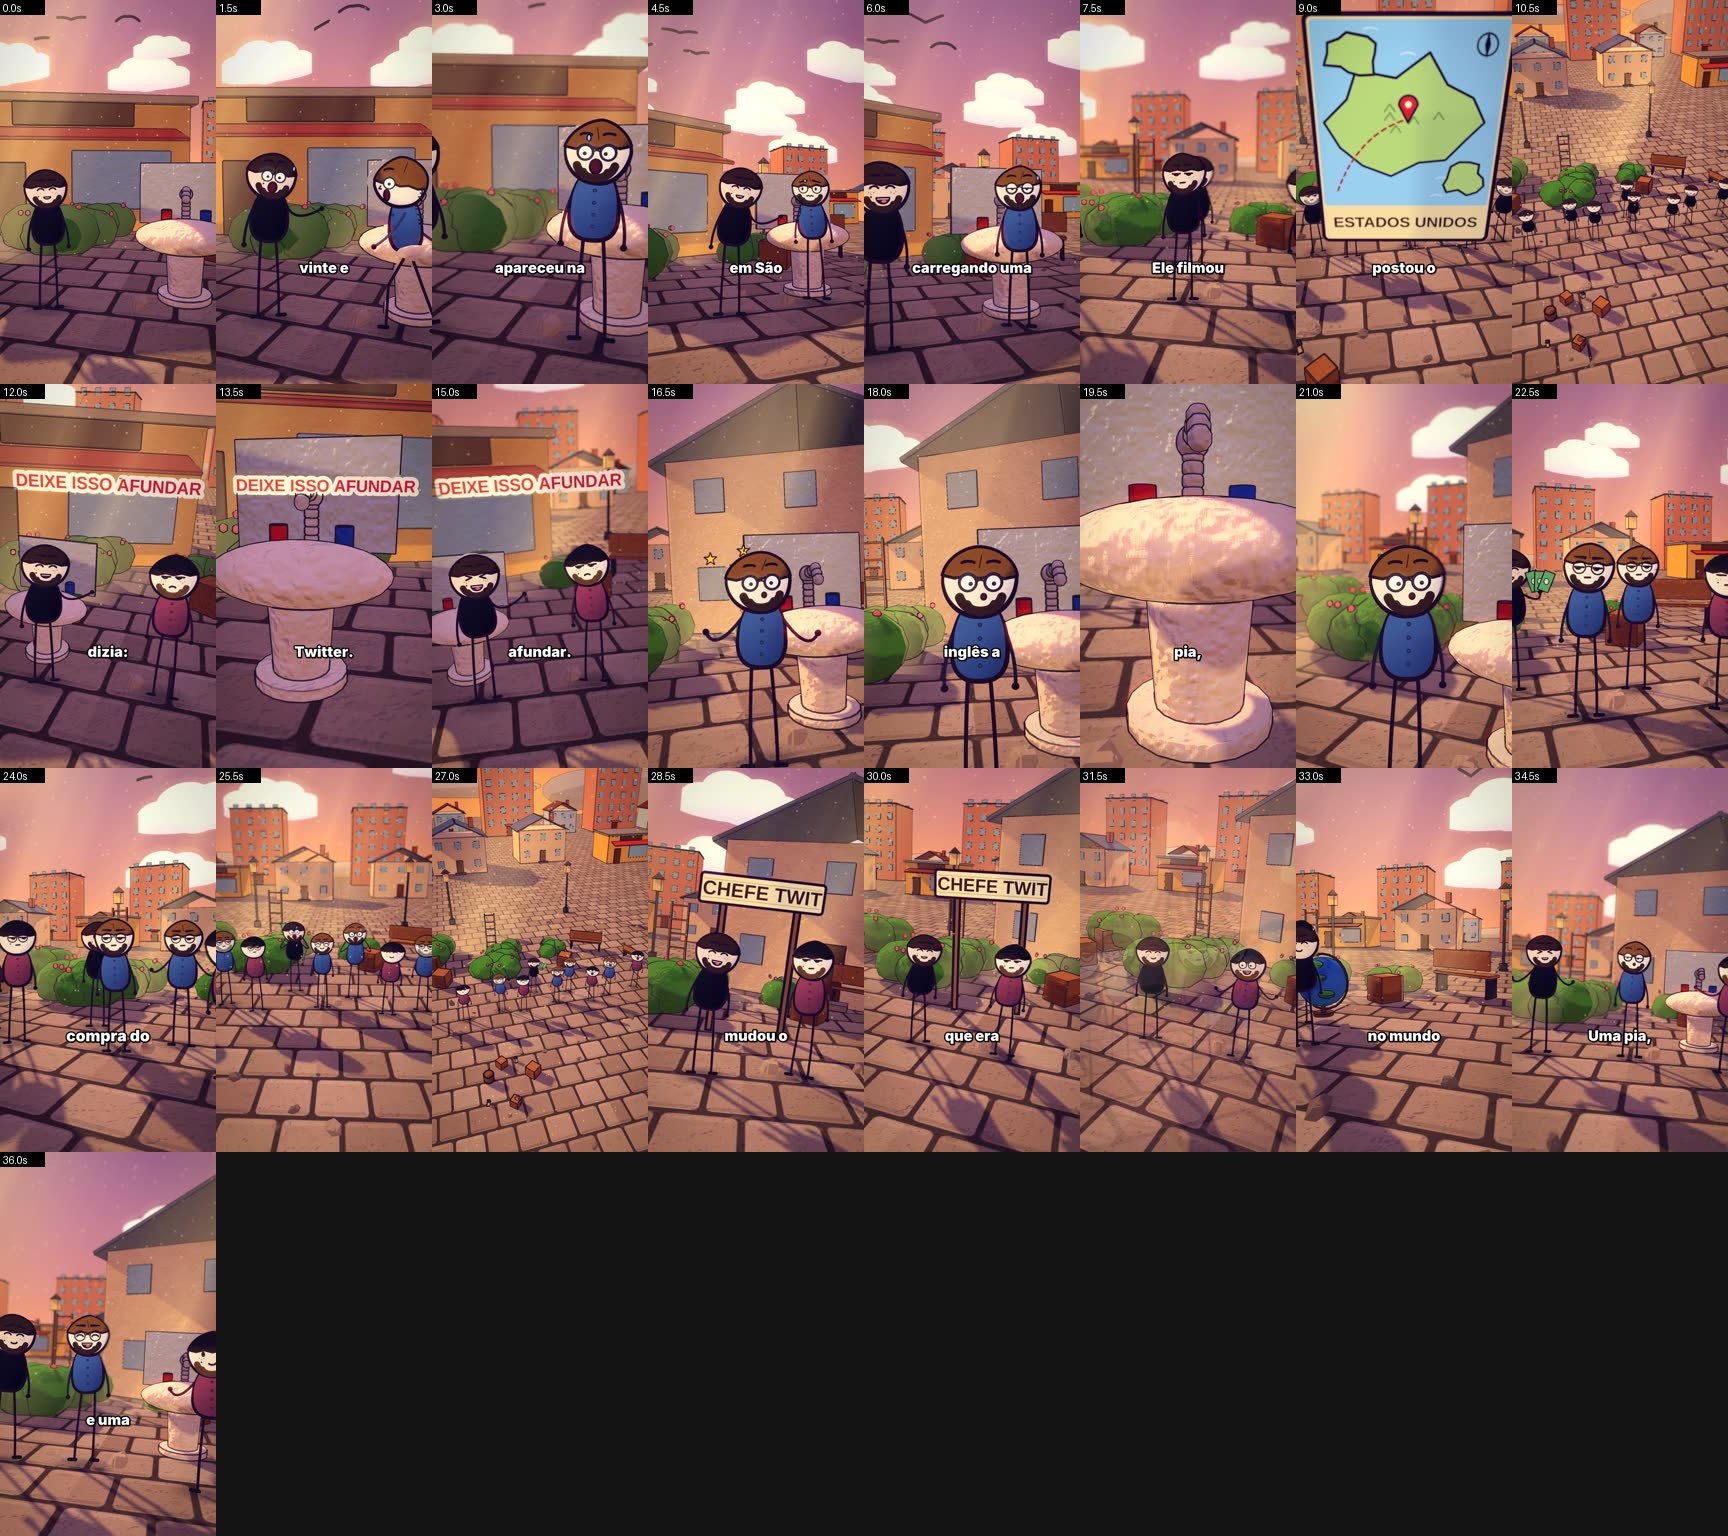 0.0s
1.5s
3.0s
4.5s
6.0s
7.5s
9.0s
10.5s
vinte e
apareceu na
em São
carregando uma
Ele filmou
ESTADOS UNIDOS
postou o
12.0s
13.5s
15.0s
16.5s
18.0s
19.5s
21.0s
22.5s
DEIXE ISSO AFUNDAR
DEIXE ISSO AFUNDAR
DEIXE ISSO AFUNDAR
dizia:
Twitter.
afundar.
inglês a
pia,
24.0s
25.5s
27.0s
28.5s
30.0s
31.5s
33.0s
34.5s
CHEFE TWIT
CHEFE TWIT
compra do
mudou o
que era
no mundo
Uma pia,
36.0s
e uma